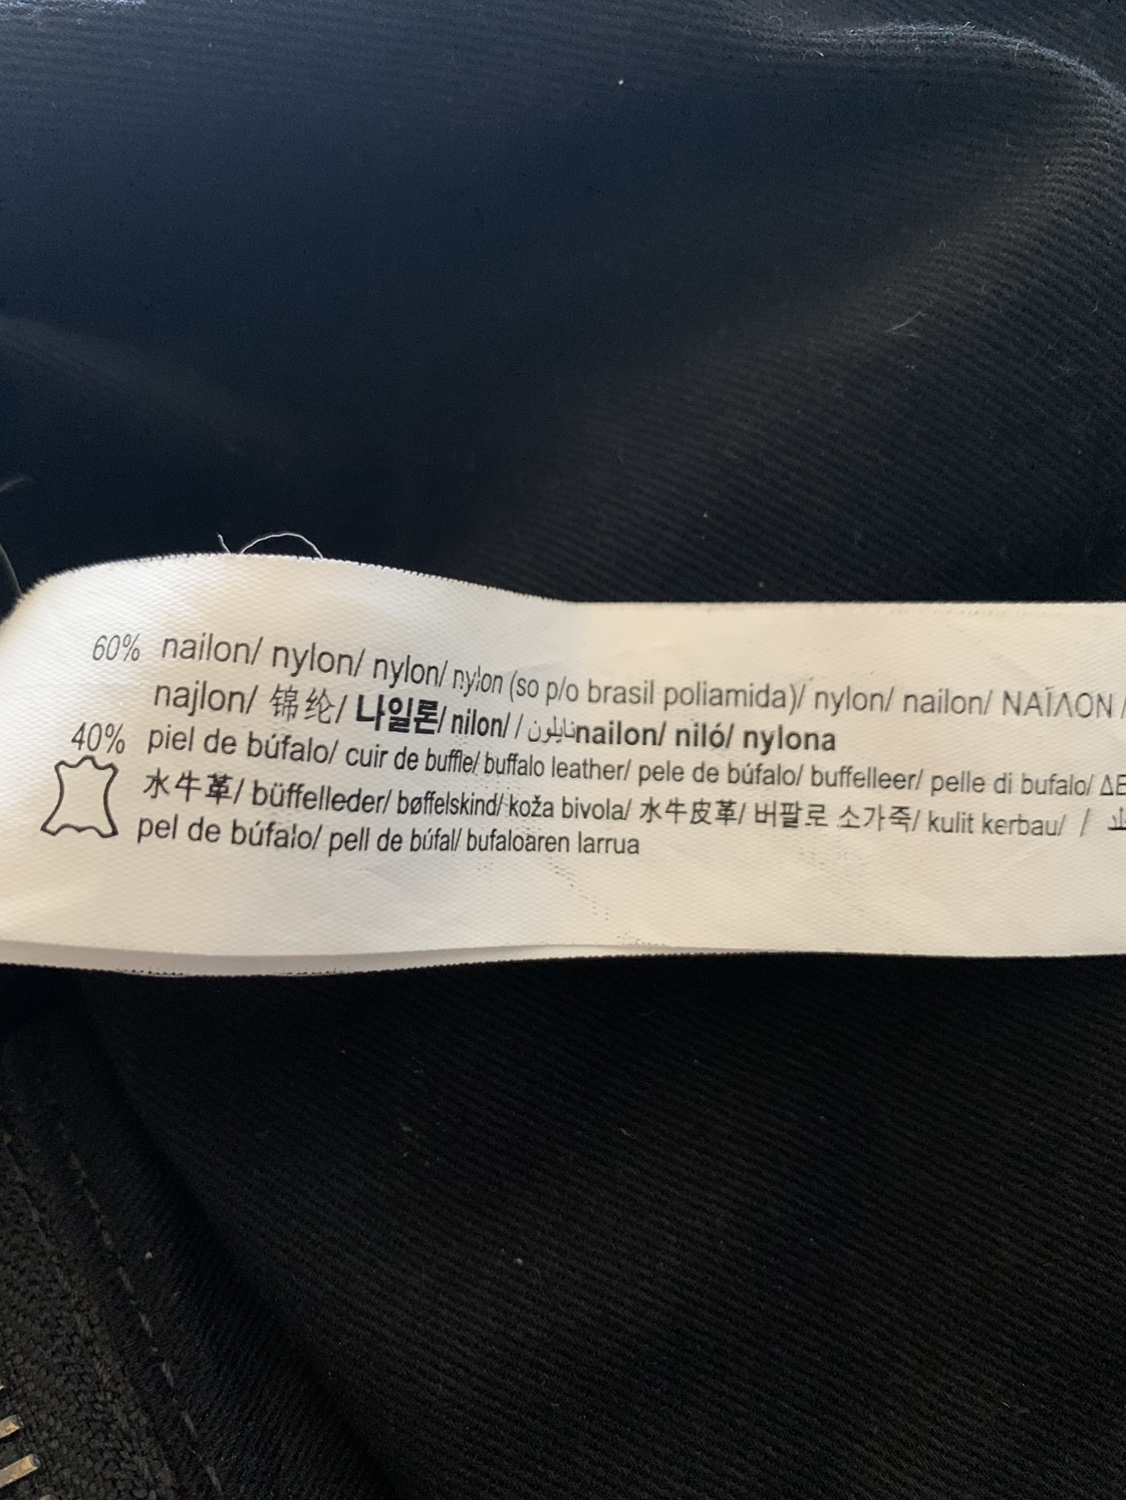 60% nailon/ nylon/ nylon/ nylon (so p/o brasil poliamida)/ nylon/ nailon/ ΝΑΪΛΟΝ /
najlon/ 锦纶/ 나일론/ nilon/ / نايلون nailon/ niló/ nylona
40% piel de búfalo/ cuir de buffle/ buffalo leather/ pele de búfalo/ buffelleer/ pelle di bufalo/
水牛革/ büffelleder/ bøffelskind/ koža bivola/ 水牛皮革/ 버팔로 소가죽/ kulit kerbau/ /
pel de búfalo/ pell de búfal/ bufaloaren larrua